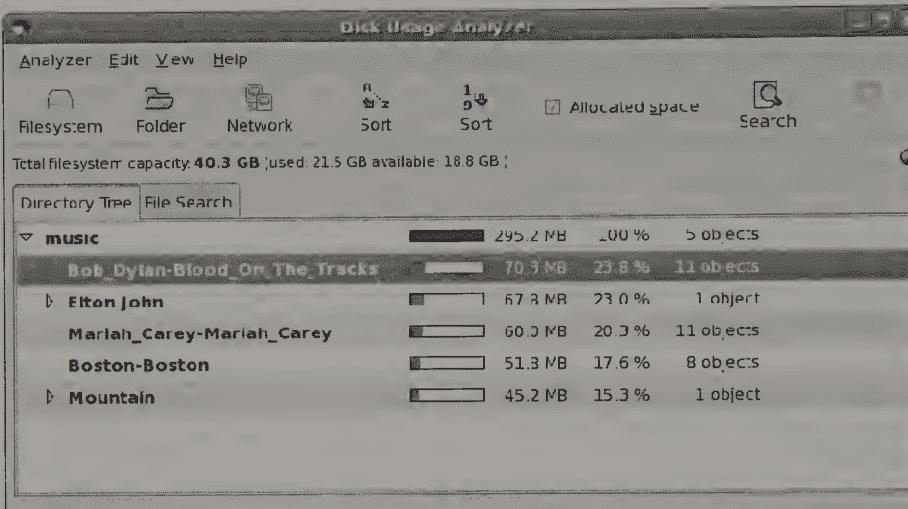 Disk Usage Analyzer
Analyzer Edit View Help
Filesystem Folder Network Sort Sort Allocated space Search
Total filesystem capacity: 40.3 GB (used: 21.5 GB available: 18.8 GB )
Directory Tree File Search
music 295.2 MB 100 % 5 objects
Bob_Dylan-Blood_On_The_Tracks 70.3 MB 23.8 % 11 objects
Elton John 67.8 MB 23.0 % 1 object
Mariah_Carey-Mariah_Carey 60.0 MB 20.3 % 11 objects
Boston-Boston 51.8 MB 17.6 % 8 objects
Mountain 45.2 MB 15.3 % 1 object